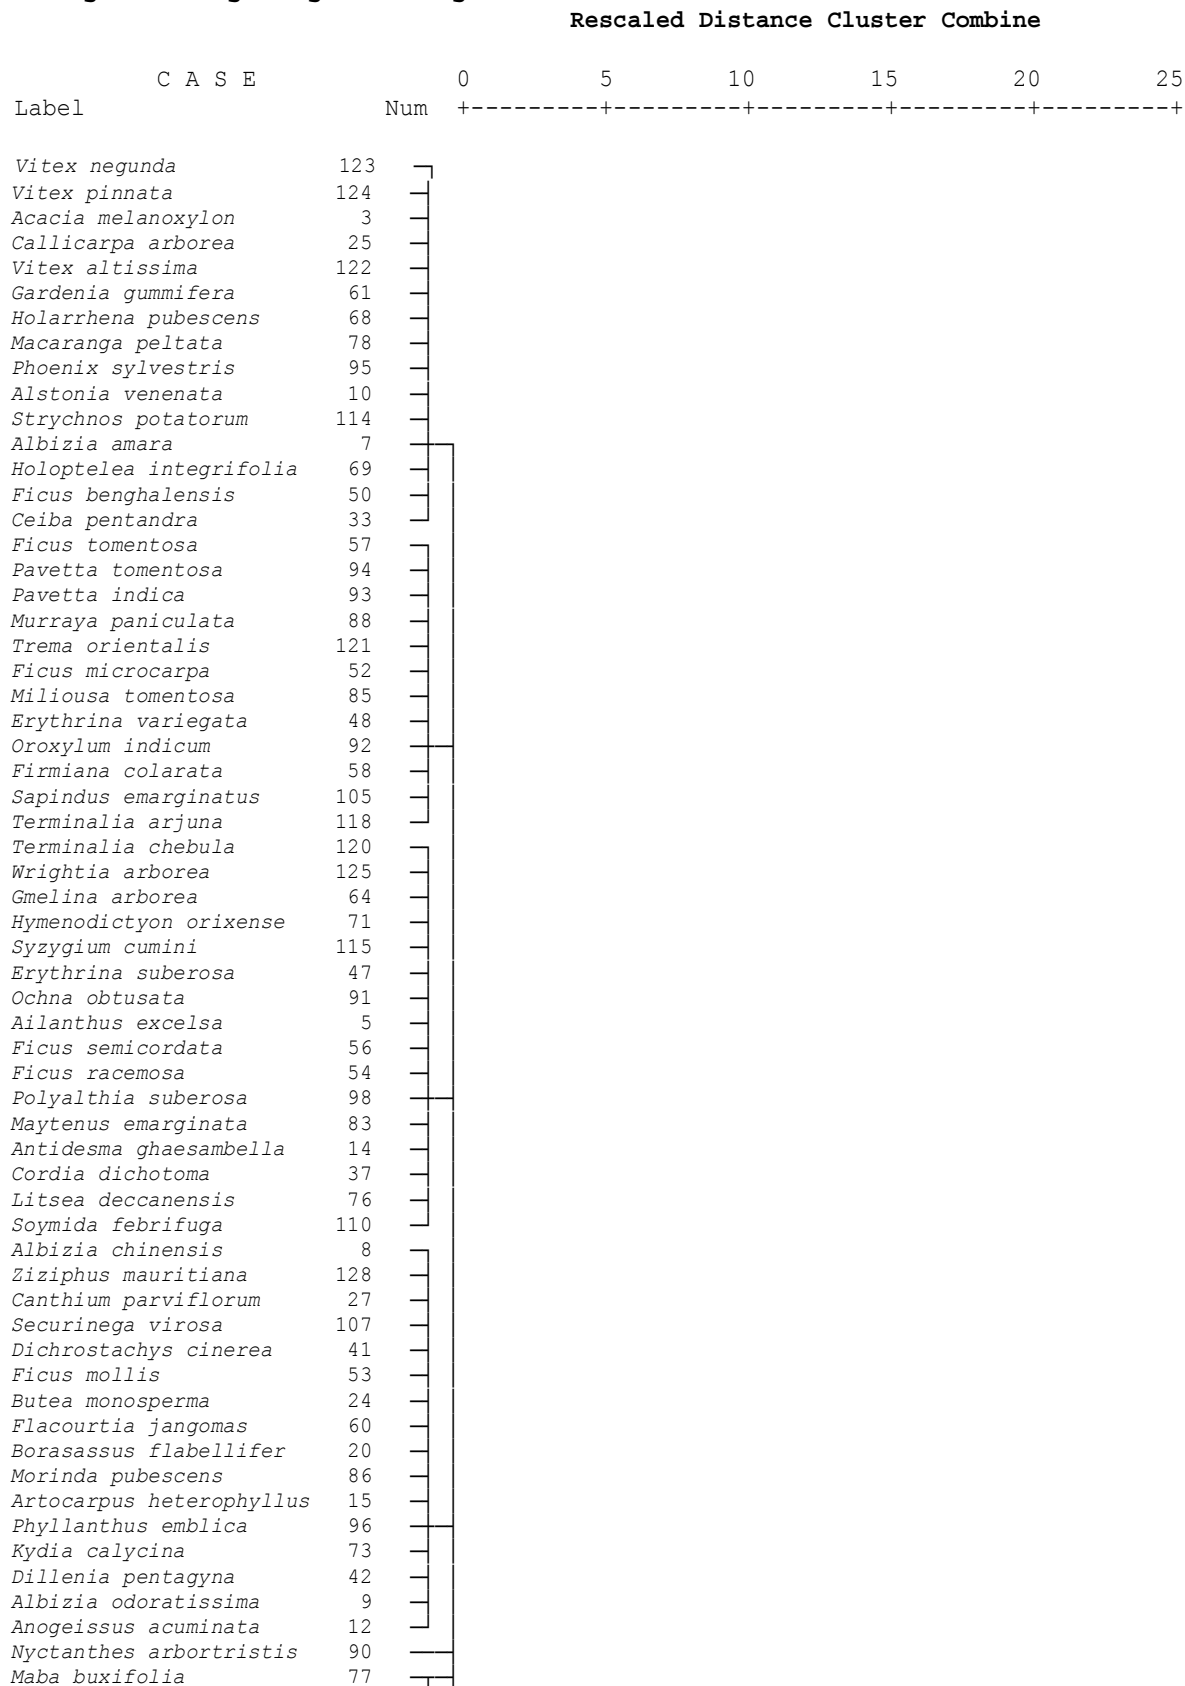 Rescaled Distance Cluster Combine
C A S E 0 5 10 15 20 25
Label Num +---------+---------+---------+---------+---------+
Vitex negunda 123
Vitex pinnata 124
Acacia melanoxylon 3
Callicarpa arborea 25
Vitex altissima 122
Gardenia gummifera 61
Holarrhena pubescens 68
Macaranga peltata 78
Phoenix sylvestris 95
Alstonia venenata 10
Strychnos potatorum 114
Albizia amara 7
Holoptelea integrifolia 69
Ficus benghalensis 50
Ceiba pentandra 33
Ficus tomentosa 57
Pavetta tomentosa 94
Pavetta indica 93
Murraya paniculata 88
Trema orientalis 121
Ficus microcarpa 52
Miliousa tomentosa 85
Erythrina variegata 48
Oroxylum indicum 92
Firmiana colarata 58
Sapindus emarginatus 105
Terminalia arjuna 118
Terminalia chebula 120
Wrightia arborea 125
Gmelina arborea 64
Hymenodictyon orixense 71
Syzygium cumini 115
Erythrina suberosa 47
Ochna obtusata 91
Ailanthus excelsa 5
Ficus semicordata 56
Ficus racemosa 54
Polyalthia suberosa 98
Maytenus emarginata 83
Antidesma ghaesambella 14
Cordia dichotoma 37
Litsea deccanensis 76
Soymida febrifuga 110
Albizia chinensis 8
Ziziphus mauritiana 128
Canthium parviflorum 27
Securinega virosa 107
Dichrostachys cinerea 41
Ficus mollis 53
Butea monosperma 24
Flacourtia jangomas 60
Borasassus flabellifer 20
Morinda pubescens 86
Artocarpus heterophyllus 15
Phyllanthus emblica 96
Kydia calycina 73
Dillenia pentagyna 42
Albizia odoratissima 9
Anogeissus acuminata 12
Nyctanthes arbortristis 90
Maba buxifolia 77